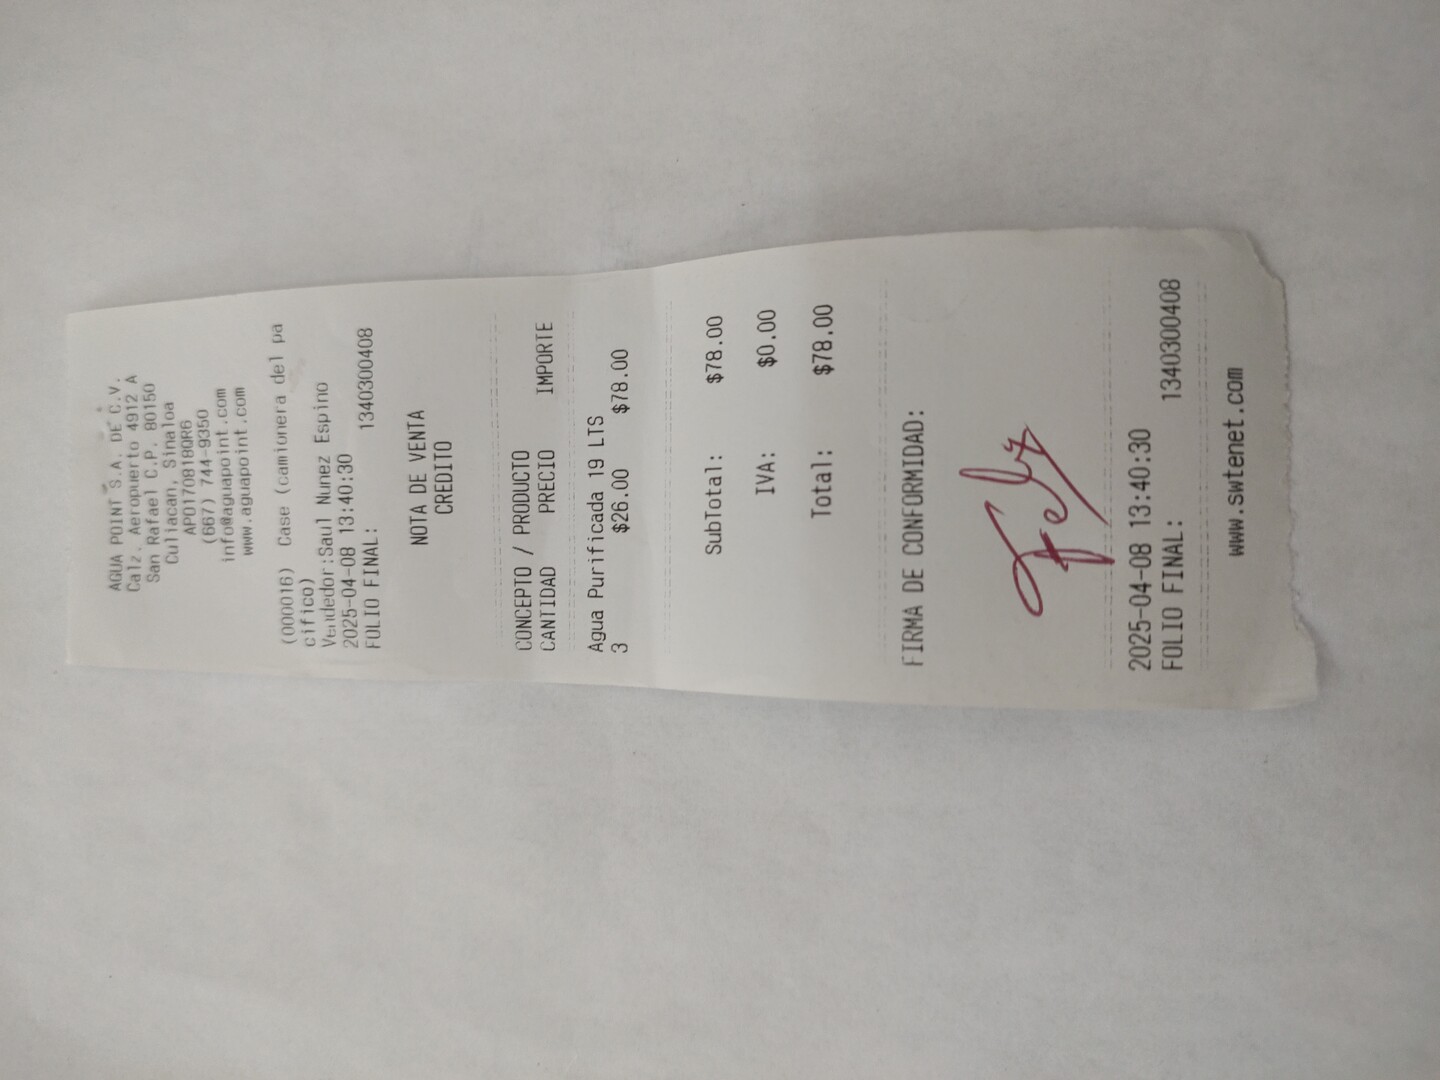 AGUA POINT S.A. DE C.V.
Calz. Aeropuerto 4912 A
San Rafael C.P. 80150
Culiacan, Sinaloa
APO170818QR6
(667) 744-9350
info@aguapoint.com
www.aguapoint.com
(000016) Case (camionera del pa
cifico)
Vendedor:Saul Nunez Espino
2025-04-08 13:40:30
FOLIO FINAL: 1340300408
NOTA DE VENTA
CREDITO
CONCEPTO / PRODUCTO
CANTIDAD PRECIO IMPORTE
Agua Purificada 19 LTS
3 $26.00 $78.00
SubTotal: $78.00
IVA: $0.00
Total: $78.00
FIRMA DE CONFORMIDAD:
2025-04-08 13:40:30
FOLIO FINAL: 1340300408
www.swtenet.com